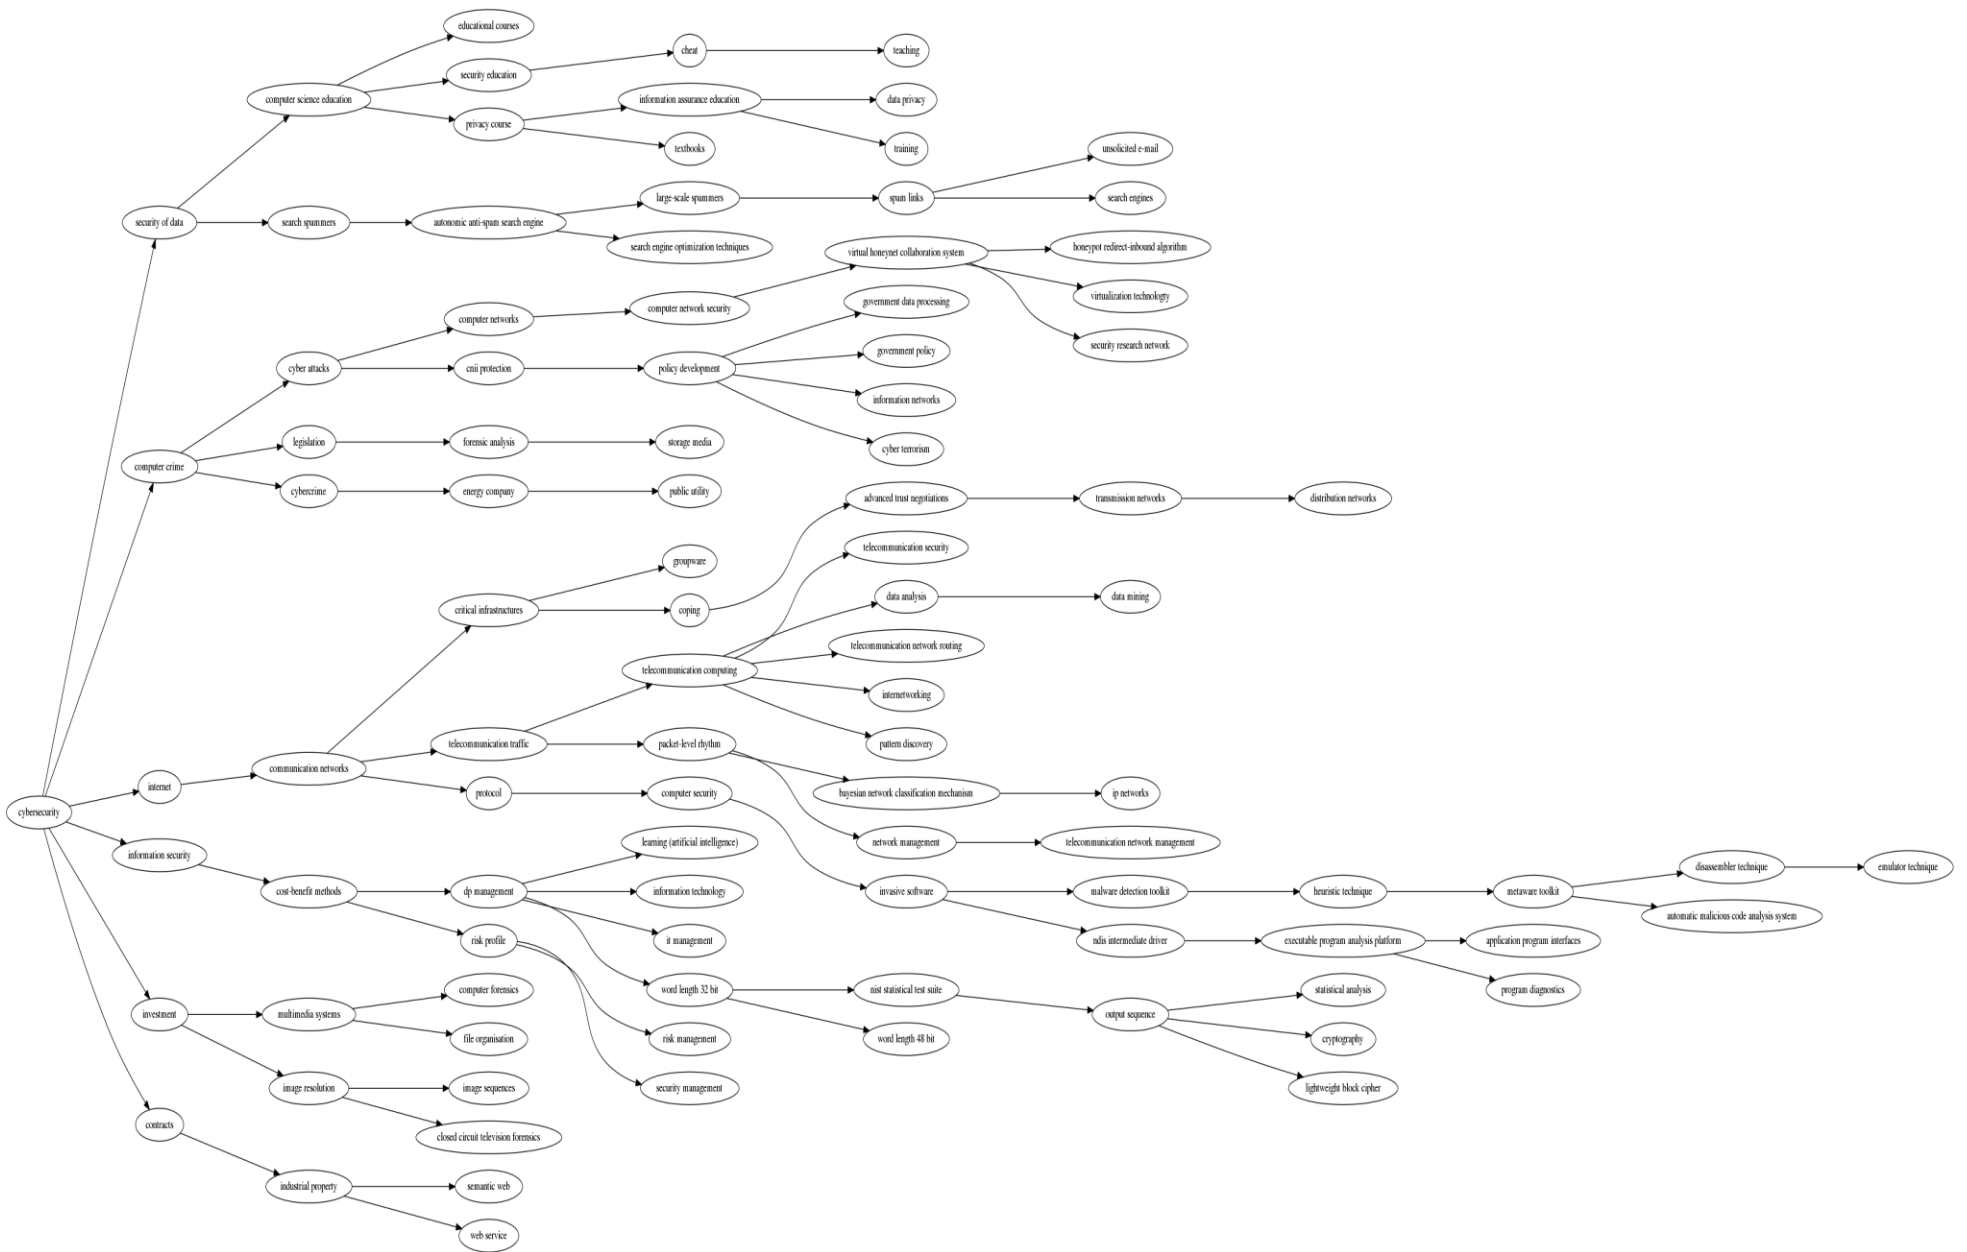 educational courses
cheat
teaching
security education
computer science education
information assurance education
data privacy
privacy course
textbooks
training
unsolicited e-mail
large-scale spammers
spam links
search engines
security of data
search spammers
autonomic anti-spam search engine
search engine optimization techniques
virtual honeynet collaboration system
honeypot redirect-inbound algorithm
virtualization technologty
government data processing
computer networks
computer network security
security research network
government policy
cyber attacks
cnii protection
policy development
information networks
cyber terrorism
legislation
forensic analysis
storage media
computer crime
cybercrime
energy company
public utility
advanced trust negotiations
transmission networks
distribution networks
telecommunication security
groupware
critical infrastructures
coping
data analysis
data mining
telecommunication network routing
telecommunication computing
internetworking
telecommunication traffic
packet-level rhythm
pattern discovery
communication networks
internet
protocol
computer security
bayesian network classification mechanism
ip networks
cybersecurity
learning (artificial intelligence)
network management
telecommunication network management
information security
disassembler technique
emulator technique
cost-benefit methods
dp management
information technology
invasive software
malware detection toolkit
heuristic technique
metaware toolkit
automatic malicious code analysis system
risk profile
it management
ndis intermediate driver
executable program analysis platform
application program interfaces
computer forensics
word length 32 bit
nist statistical test suite
statistical analysis
program diagnostics
investment
multimedia systems
output sequence
file organisation
risk management
word length 48 bit
cryptography
image resolution
image sequences
security management
lightweight block cipher
contracts
closed circuit television forensics
industrial property
semantic web
web service